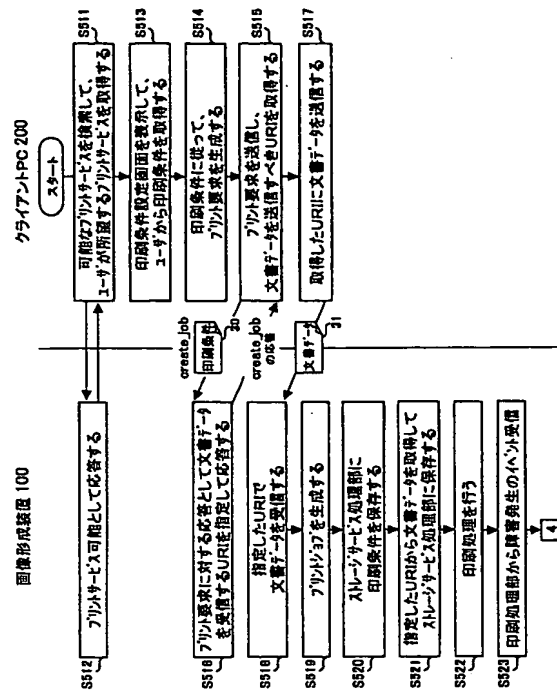 画像形成装置 100
クライアントPC 200
スタート
S511
可能なプリントサービスを検索して、
ユーザが所属するプリントサービスを取得する
S512
プリントサービス可能として応答する
S513
印刷条件設定画面を表示して、
ユーザから印刷条件を取得する
S514
印刷条件に従って、
プリント要求を生成する
S515
プリント要求を送信し、
文書データを送信すべきURIを取得する
create_job
印刷条件
30
S516
プリント要求に対する応答として文書データ
を受信するURIを指定して応答する
create_job
の応答
S517
取得したURIに文書データを送信する
文書データ
31
S518
指定したURIで
文書データを受信する
S519
プリントジョブを生成する
S520
ストレージサービス処理部に
印刷条件を保存する
S521
指定したURIから文書データを取得して
ストレージサービス処理部に保存する
S522
印刷処理を行う
S523
印刷処理部から障害発生のイベント受信
4